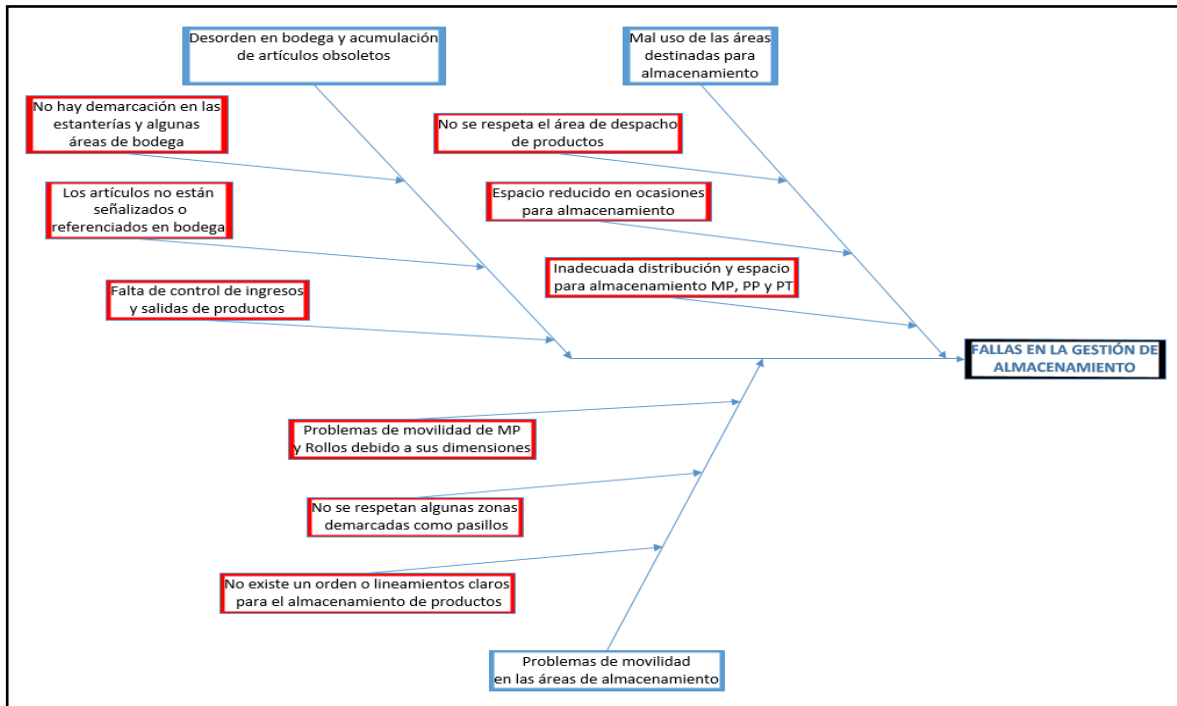 Desorden en bodega y acumulación
de artículos obsoletos
Mal uso de las áreas
destinadas para
almacenamiento
No hay demarcación en las
estanterías y algunas
áreas de bodega
No se respeta el área de despacho
de productos
Los artículos no están
señalizados o
referenciados en bodega
Espacio reducido en ocasiones
para almacenamiento
Falta de control de ingresos
y salidas de productos
Inadecuada distribución y espacio
para almacenamiento MP, PP y PT
FALLAS EN LA GESTIÓN DE
ALMACENAMIENTO
Problemas de movilidad de MP
y Rollos debido a sus dimensiones
No se respetan algunas zonas
demarcadas como pasillos
No existe un orden o lineamientos claros
para el almacenamiento de productos
Problemas de movilidad
en las áreas de almacenamiento